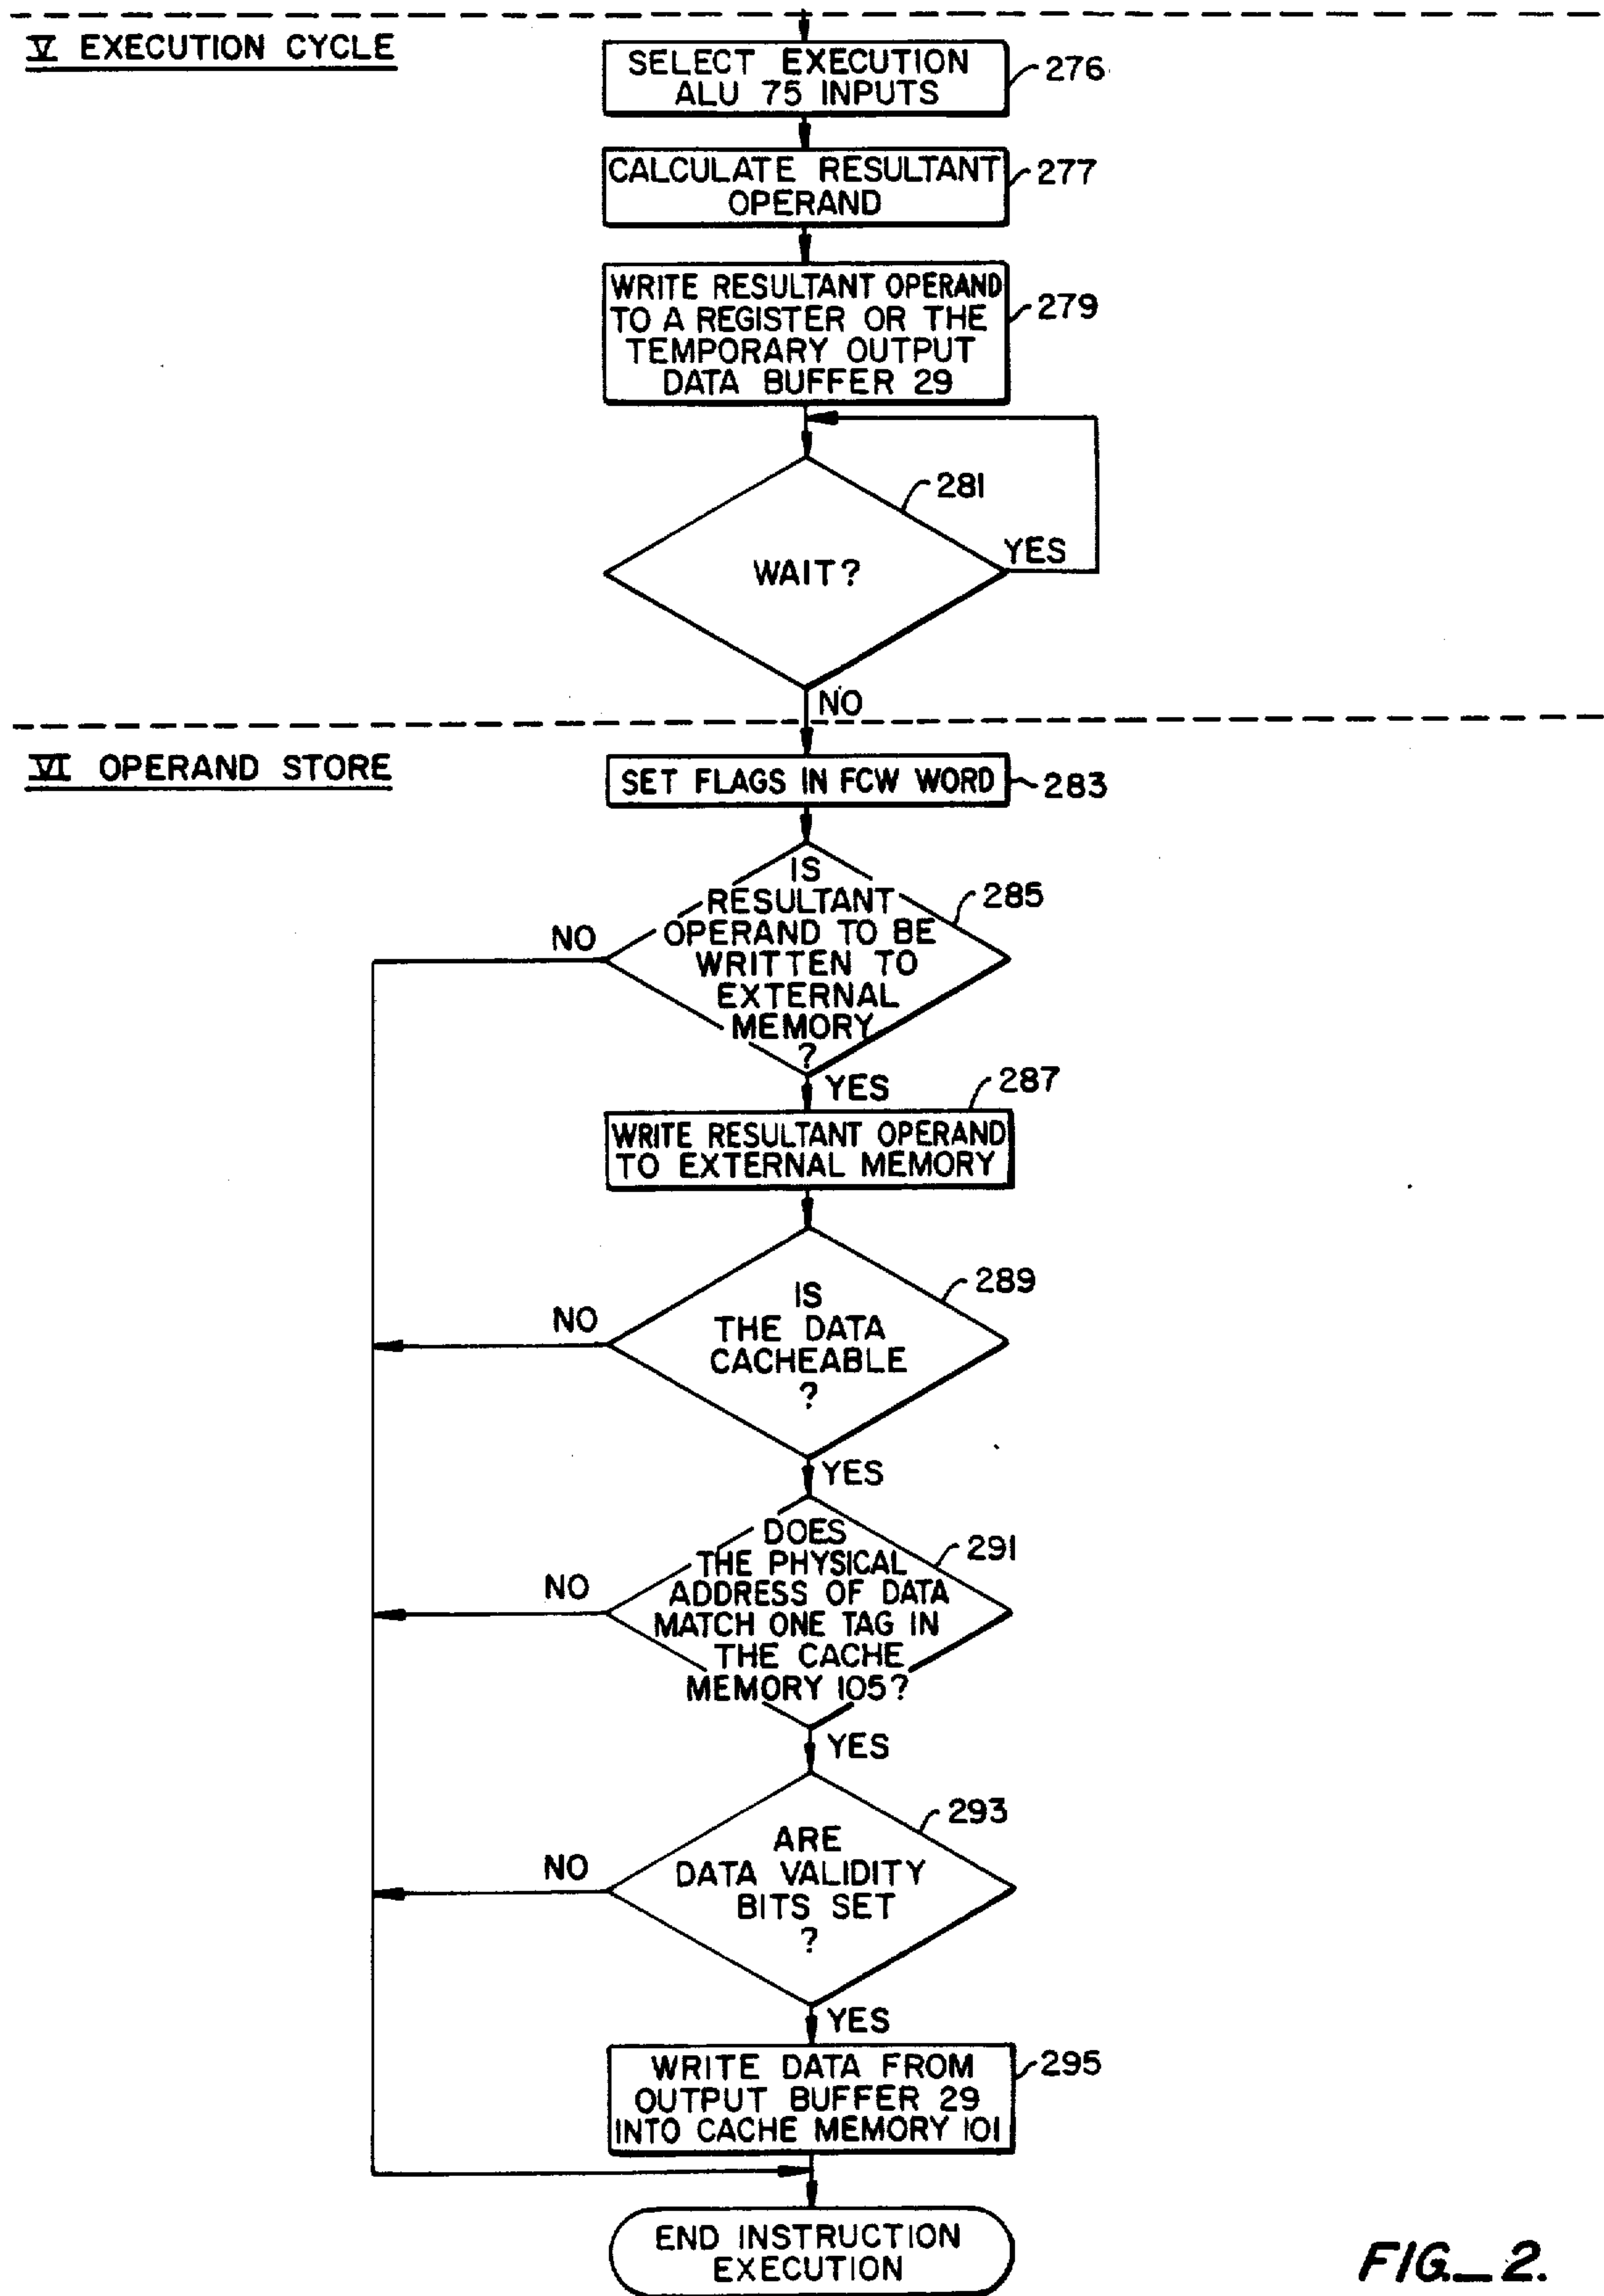 V EXECUTION CYCLE
SELECT EXECUTION
ALU 75 INPUTS
276
CALCULATE RESULTANT
OPERAND
277
WRITE RESULTANT OPERAND
TO A REGISTER OR THE
TEMPORARY OUTPUT
DATA BUFFER 29
279
281
WAIT?
YES
NO
VI OPERAND STORE
SET FLAGS IN FCW WORD
283
IS
RESULTANT
OPERAND TO BE
WRITTEN TO
EXTERNAL
MEMORY
?
285
NO
YES
287
WRITE RESULTANT OPERAND
TO EXTERNAL MEMORY
289
IS
THE DATA
CACHEABLE
?
NO
YES
DOES
THE PHYSICAL
ADDRESS OF DATA
MATCH ONE TAG IN
THE CACHE
MEMORY 105?
291
NO
YES
293
ARE
DATA VALIDITY
BITS SET
?
NO
YES
WRITE DATA FROM
OUTPUT BUFFER 29
INTO CACHE MEMORY 101
295
END INSTRUCTION
EXECUTION
FIG._2.